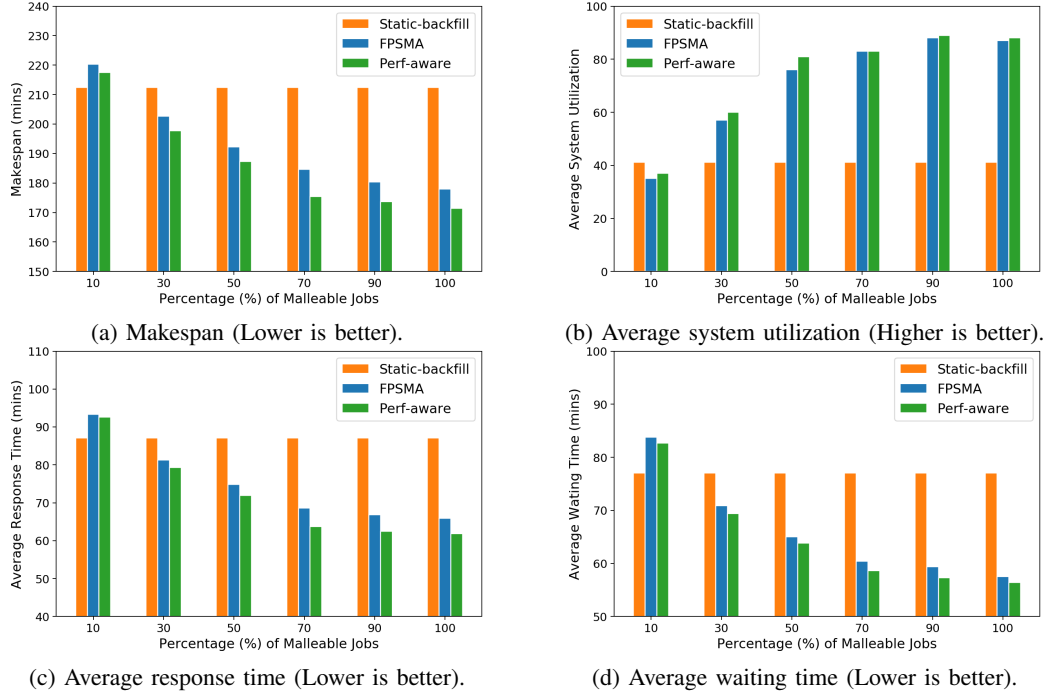 240
230
220
210
200
190
180
170
160
150
Makespan (mins)
Static-backfill
FPSMA
Perf-aware
10 30 50 70 90 100
Percentage (%) of Malleable Jobs
(a) Makespan (Lower is better).
100
80
60
40
20
0
Average System Utilization
Static-backfill
FPSMA
Perf-aware
10 30 50 70 90 100
Percentage (%) of Malleable Jobs
(b) Average system utilization (Higher is better).
110
100
90
80
70
60
50
40
Average Response Time (mins)
Static-backfill
FPSMA
Perf-aware
10 30 50 70 90 100
Percentage (%) of Malleable Jobs
(c) Average response time (Lower is better).
100
90
80
70
60
50
Average Wating Time (mins)
Static-backfill
FPSMA
Perf-aware
10 30 50 70 90 100
Percentage (%) of Malleable Jobs
(d) Average waiting time (Lower is better).